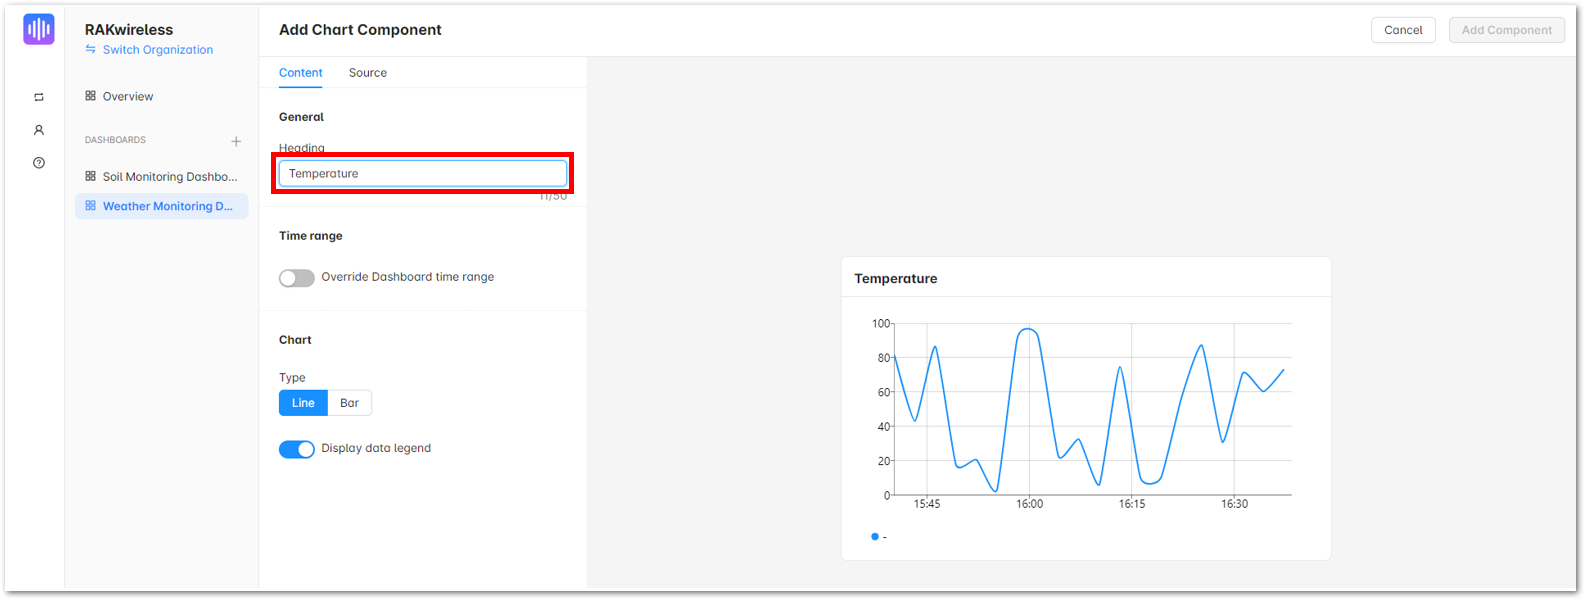 RAKwireless
Switch Organization
Overview
DASHBOARDS
Soil Monitoring Dashbo...
Weather Monitoring D...
Add Chart Component
Cancel
Add Component
Content
Source
General
Heading
Temperature
11/50
Time range
Override Dashboard time range
Chart
Type
Line
Bar
Display data legend
Temperature
100
80
60
40
20
0
15:45
16:00
16:15
16:30
-